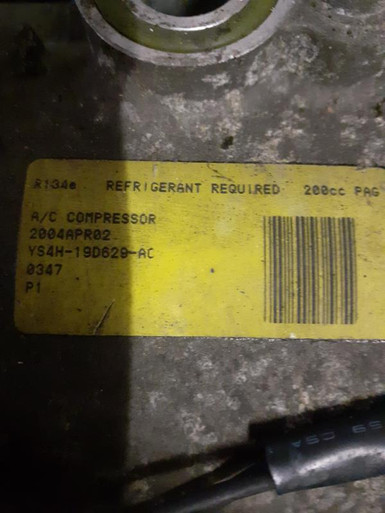 R134a REFRIGERANT REQUIRED 200cc PAG
A/C COMPRESSOR
2004APR02
YS4H-19D629-AC
0347
P1